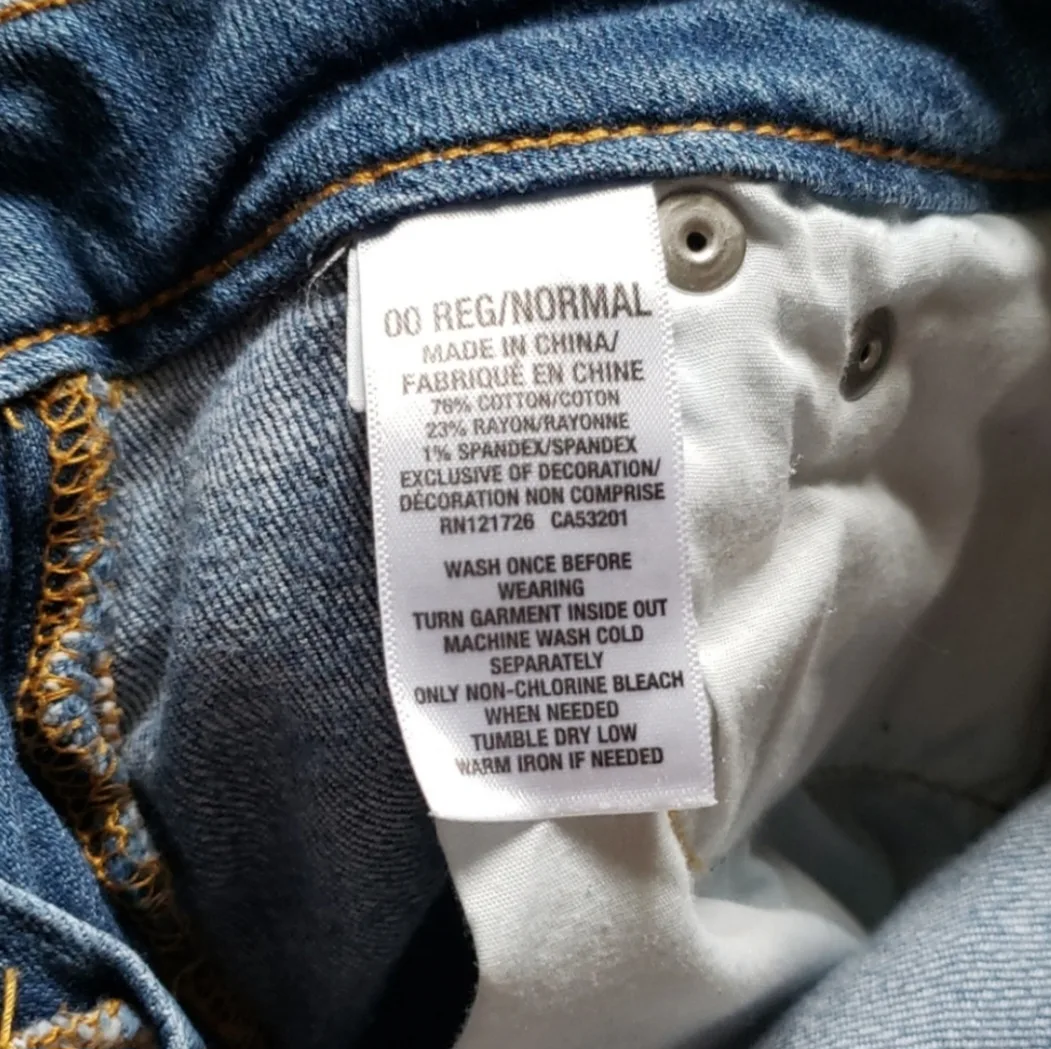 00 REG/NORMAL
MADE IN CHINA/
FABRIQUÉ EN CHINE
76% COTTON/COTON
23% RAYON/RAYONNE
1% SPANDEX/SPANDEX
EXCLUSIVE OF DECORATION/
DÉCORATION NON COMPRISE
RN121726 CA53201
WASH ONCE BEFORE
WEARING
TURN GARMENT INSIDE OUT
MACHINE WASH COLD
SEPARATELY
ONLY NON-CHLORINE BLEACH
WHEN NEEDED
TUMBLE DRY LOW
WARM IRON IF NEEDED